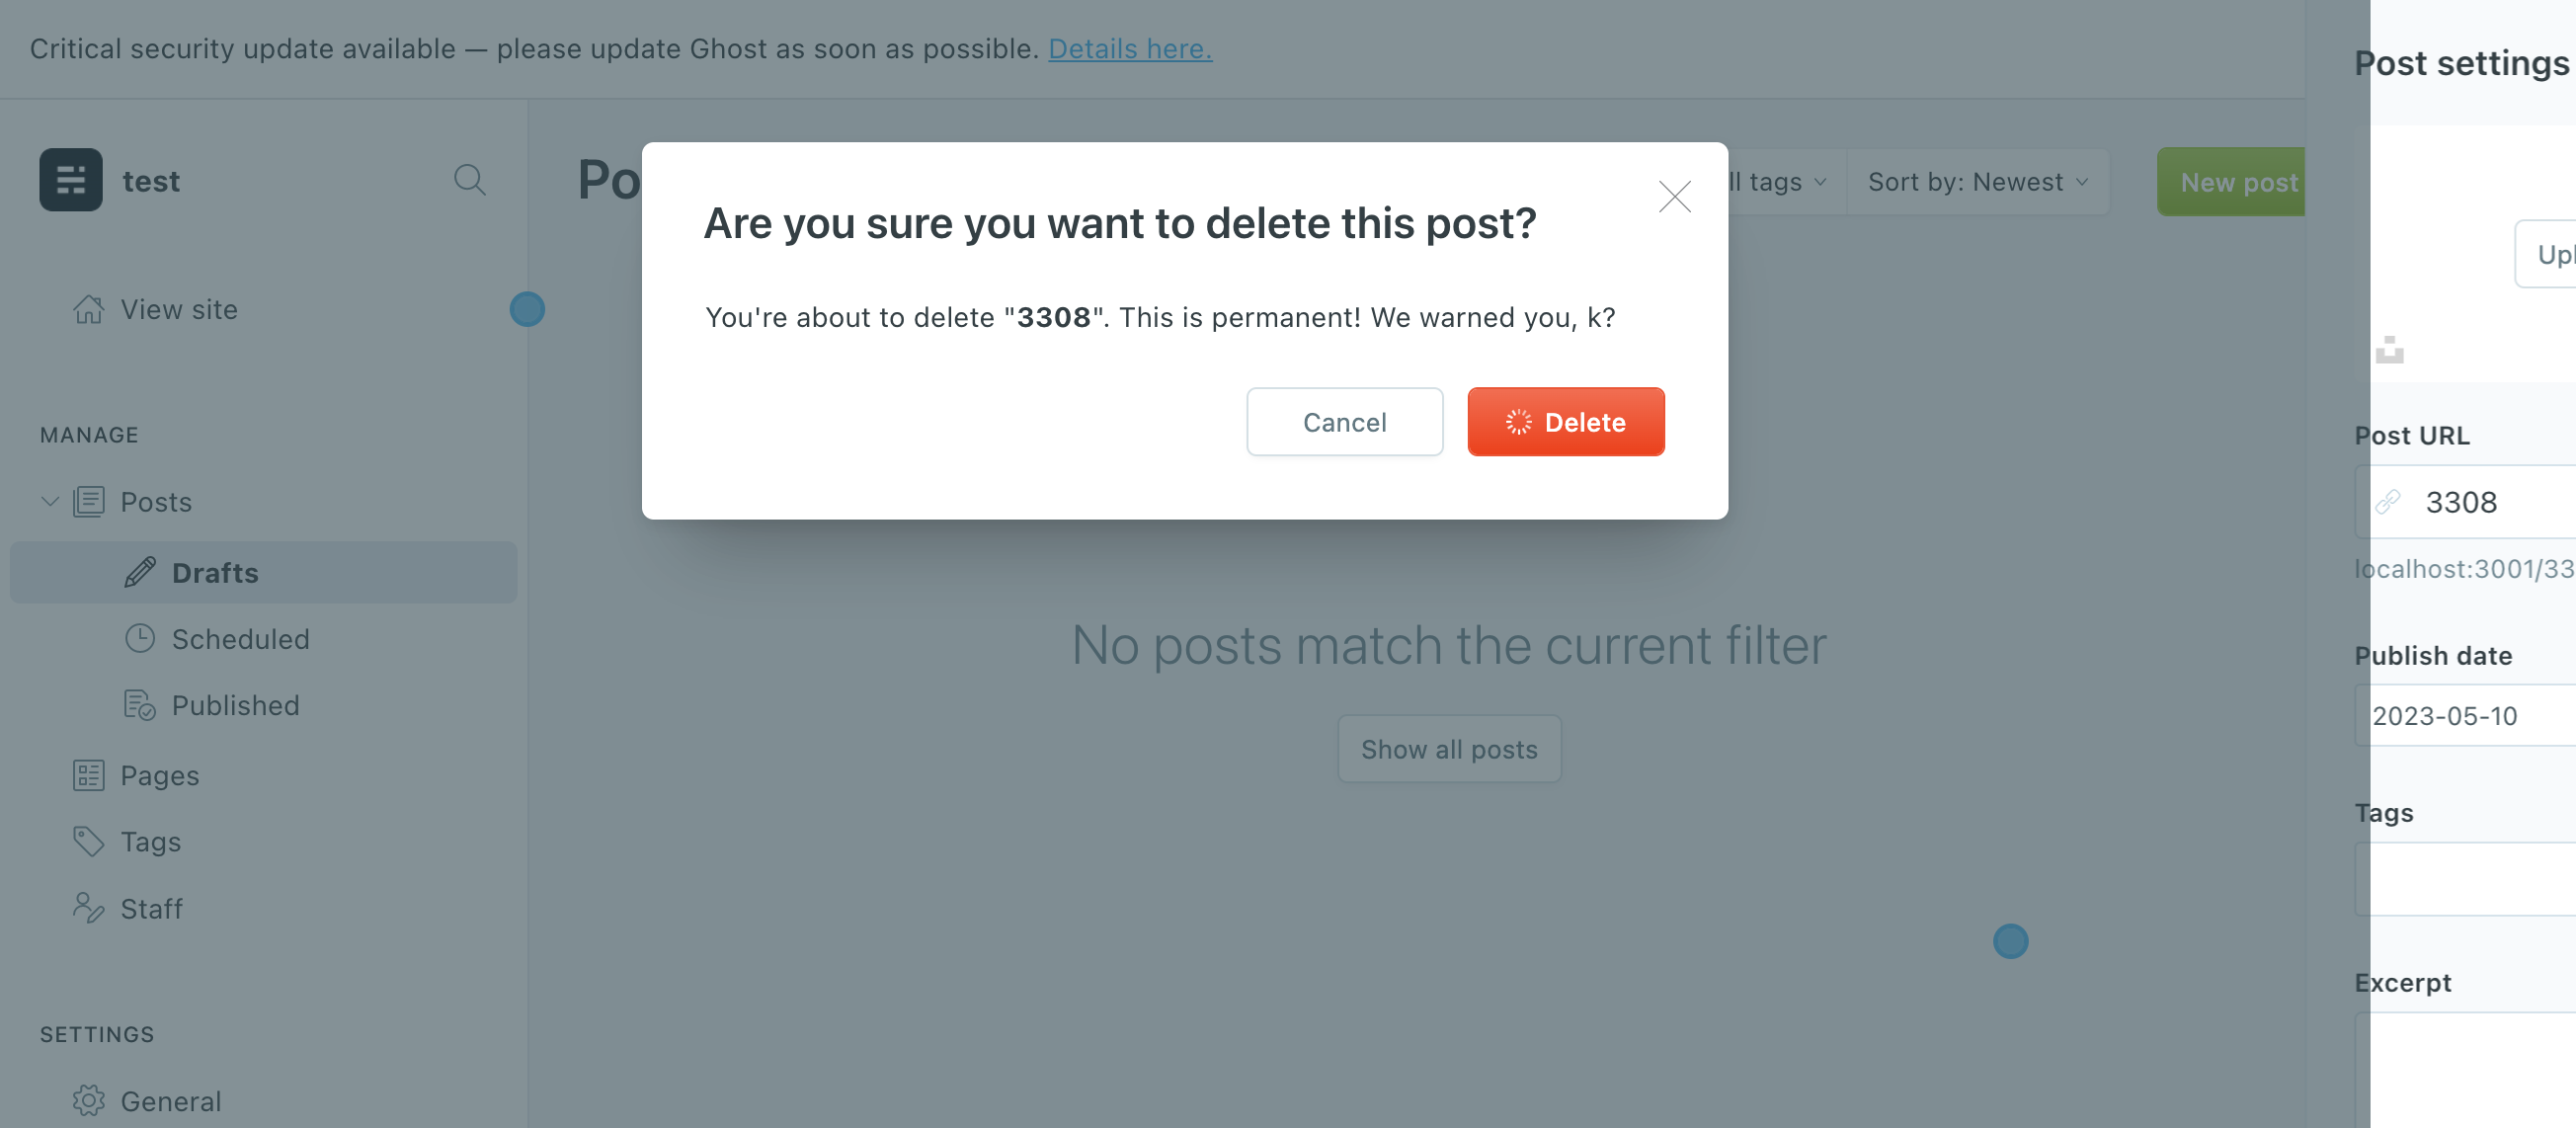 Critical security update available — please update Ghost as soon as possible. Details here.
test
View site
MANAGE
Posts
Drafts
Scheduled
Published
Pages
Tags
Staff
SETTINGS
General
Po
ll tags
Sort by: Newest
New post
Are you sure you want to delete this post?
You're about to delete "3308". This is permanent! We warned you, k?
Cancel
Delete
No posts match the current filter
Show all posts
Post settings
Upl
Post URL
3308
localhost:3001/33
Publish date
2023-05-10
Tags
Excerpt